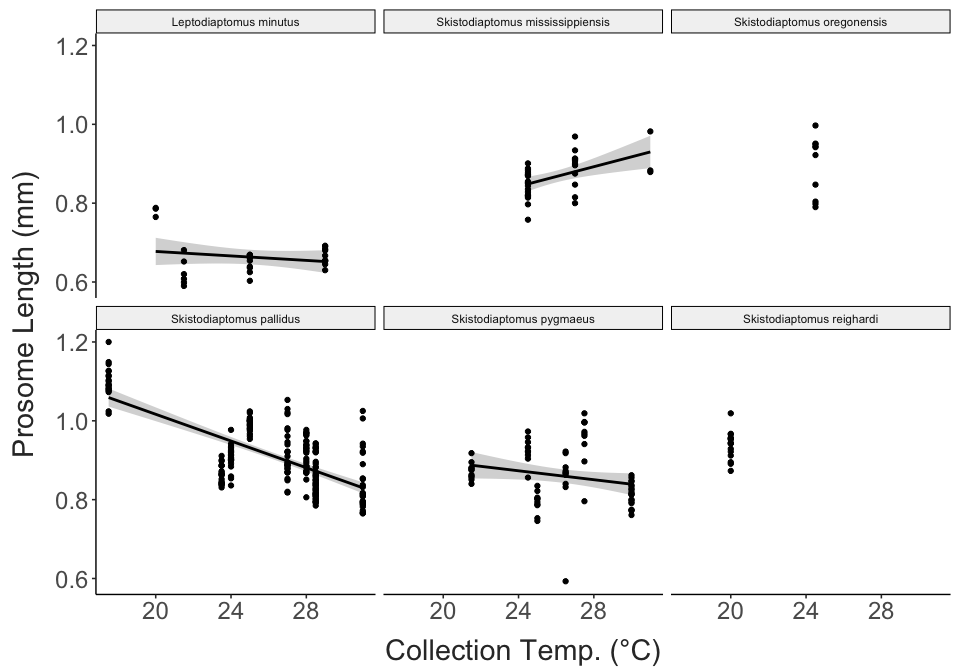 Leptodiaptomus minutus
Skistodiaptomus mississippiensis
Skistodiaptomus oregonensis
1.2
1.0
0.8
0.6
Skistodiaptomus pallidus
Skistodiaptomus pygmaeus
Skistodiaptomus reighardi
1.2
1.0
0.8
0.6
20 24 28
20 24 28
20 24 28
Prosome Length (mm)
Collection Temp. (°C)